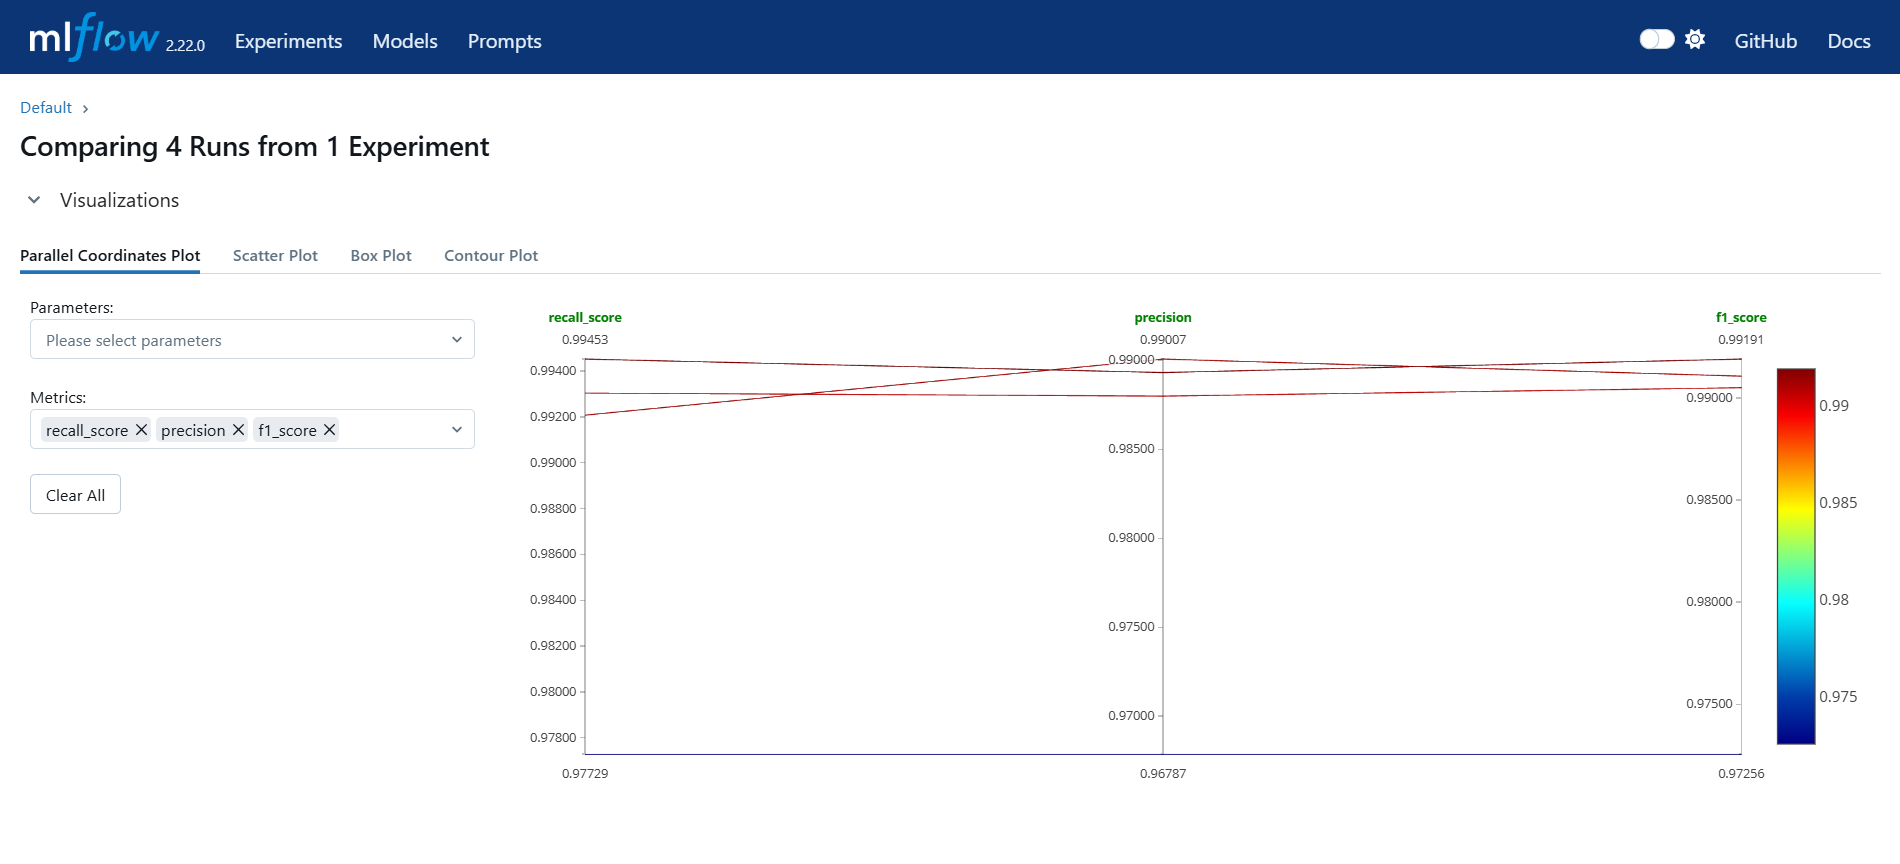 mlflow 2.22.0 Experiments Models Prompts GitHub Docs
Default
Comparing 4 Runs from 1 Experiment
Visualizations
Parallel Coordinates Plot Scatter Plot Box Plot Contour Plot
Parameters:
Please select parameters
Metrics:
recall_score precision f1_score
Clear All
recall_score
0.99453
0.99400
0.99200
0.99000
0.98800
0.98600
0.98400
0.98200
0.98000
0.97800
0.97729
precision
0.99007
0.99000
0.98500
0.98000
0.97500
0.97000
0.96787
f1_score
0.99191
0.99000
0.98500
0.98000
0.97500
0.97256
0.99
0.985
0.98
0.975